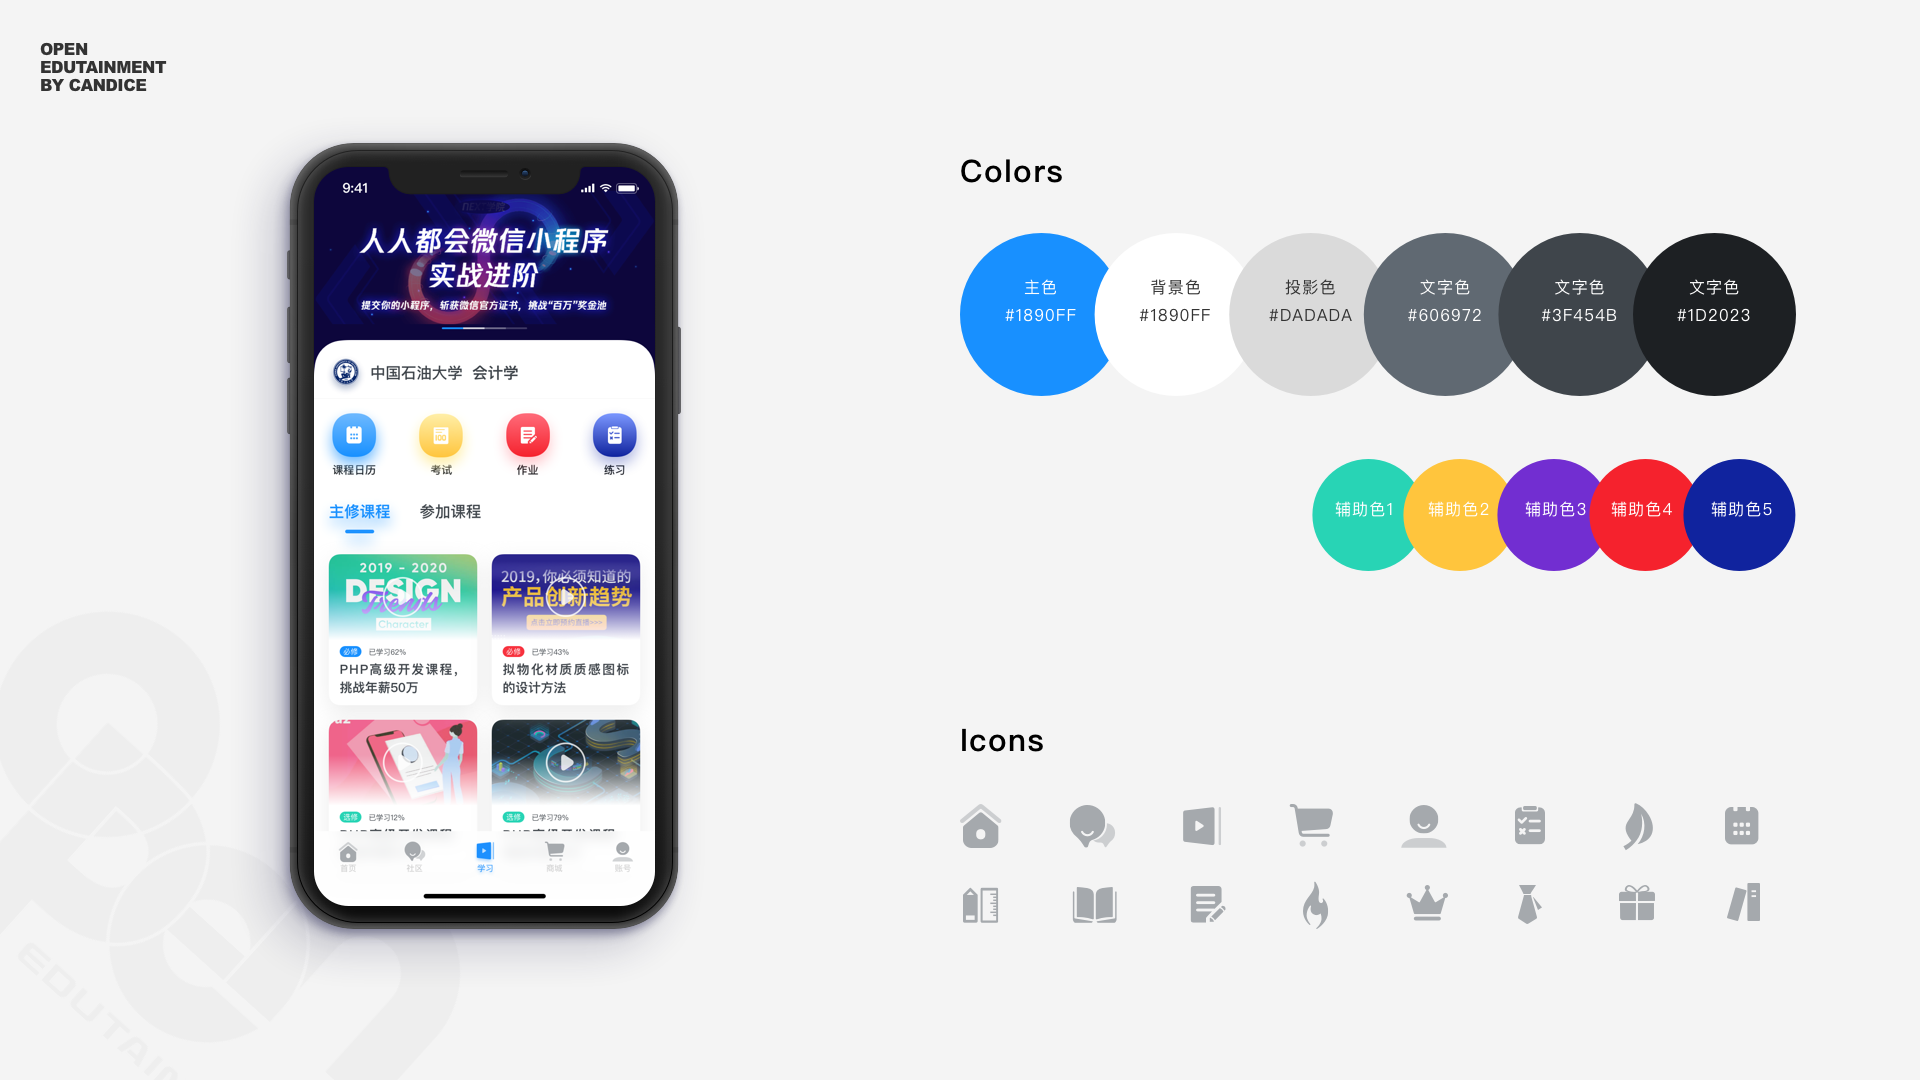 OPEN
EDUTAINMENT
BY CANDICE
9:41
人人都会微信小程序
实战进阶
提交你的小程序，斩获微信官方证书，挑战“百万”奖金池
中国石油大学 会计学
100
课程日历 考试 作业 练习
主修课程 参加课程
2019 - 2020
DESIGN
Trends
Character
2019,你必须知道的
产品创新趋势
点击立即预约直播>>>
必修 已学习62%
PHP高级开发课程，
挑战年薪50万
必修 已学习43%
拟物化材质质感图标
的设计方法
选修 已学习12%
选修 已学习79%
首页 社区 学习 商城 账号
Colors
主色
#1890FF
背景色
#1890FF
投影色
#DADADA
文字色
#606972
文字色
#3F454B
文字色
#1D2023
辅助色1
辅助色2
辅助色3
辅助色4
辅助色5
Icons